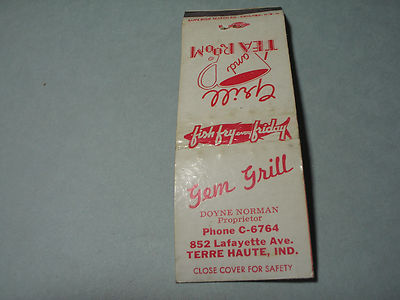 Grill
and
TEA ROOM
fish fry every friday
Gem Grill
DOYNE NORMAN
Proprietor
Phone C-6764
852 Lafayette Ave.
TERRE HAUTE, IND.
CLOSE COVER FOR SAFETY